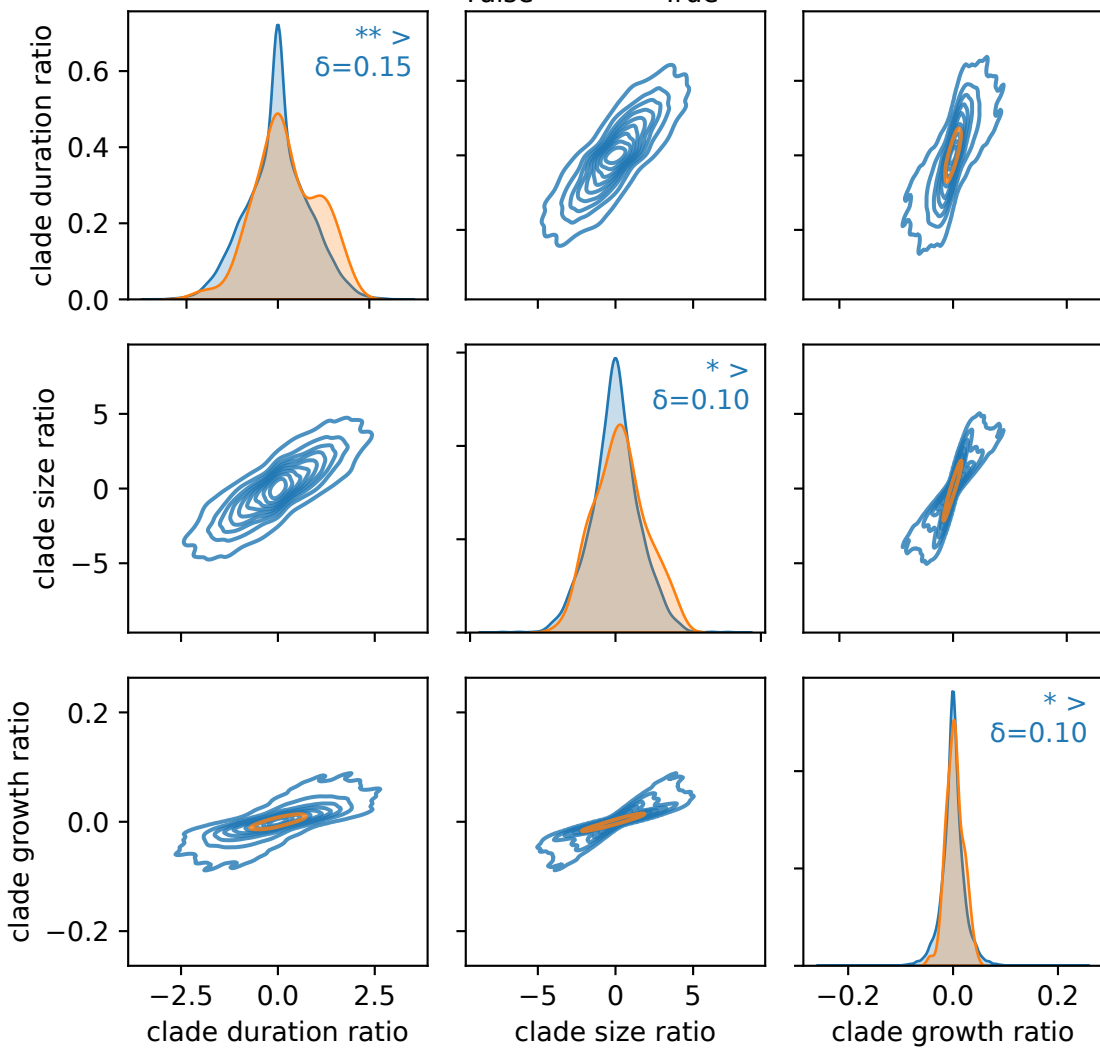 clade duration ratio
0.6
0.4
0.2
0.0
** >
δ=0.15
clade size ratio
5
0
−5
* >
δ=0.10
clade growth ratio
0.2
0.0
−0.2
* >
δ=0.10
−2.5 0.0 2.5
−5 0 5
−0.2 0.0 0.2
clade duration ratio
clade size ratio
clade growth ratio